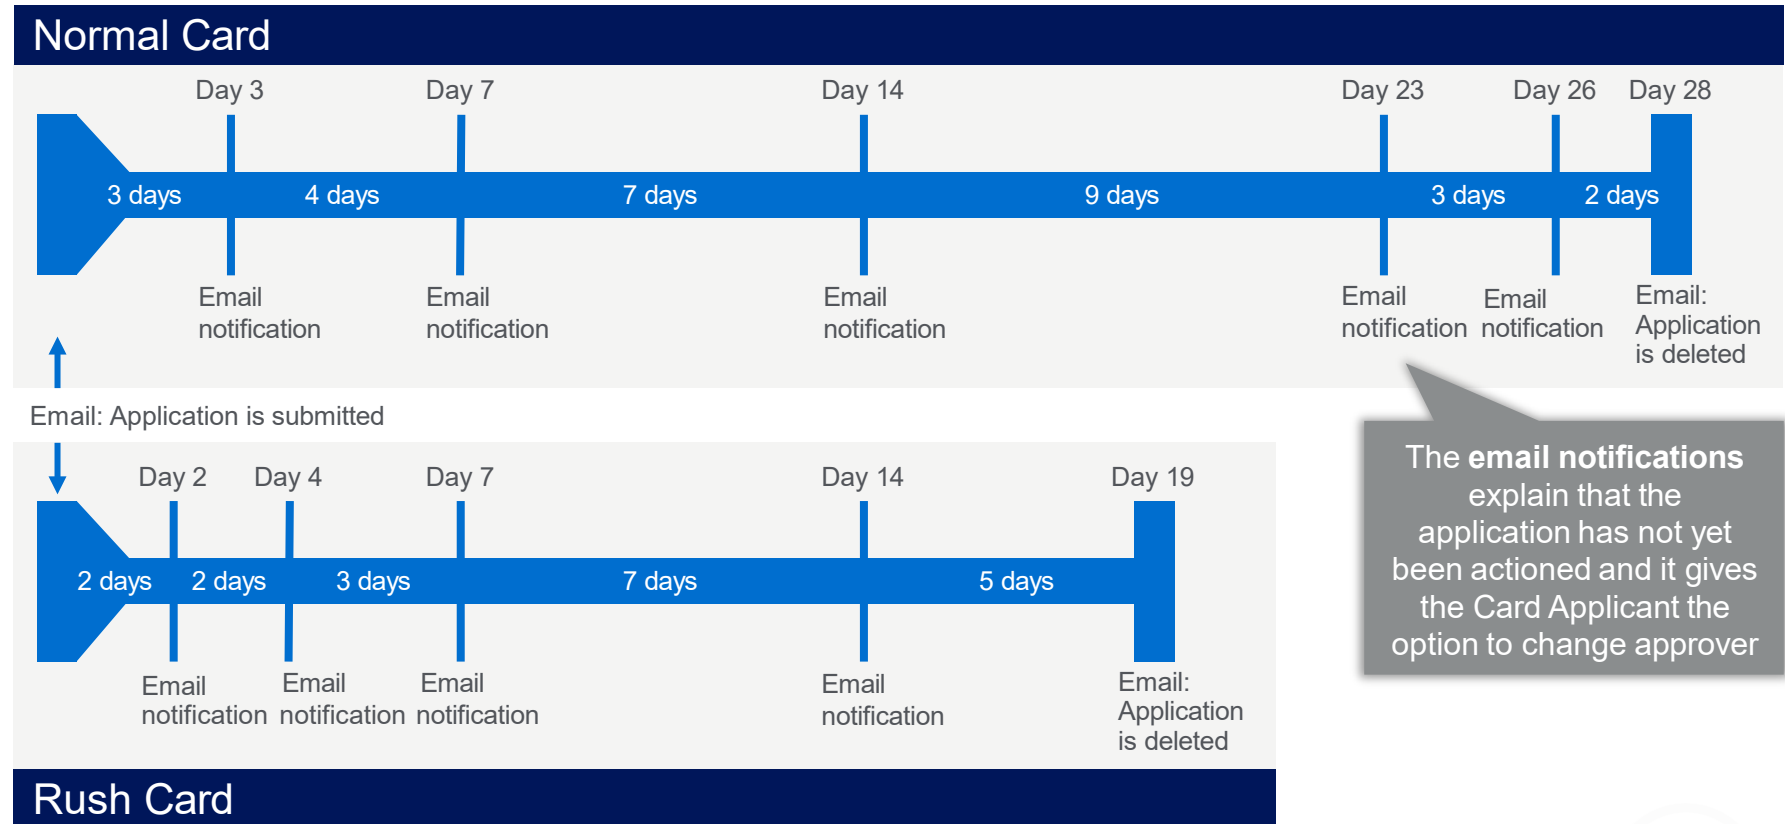 Normal Card
Day 3
Day 7
Day 14
Day 23
Day 26
Day 28
3 days
4 days
7 days
9 days
3 days
2 days
Email
notification
Email
notification
Email
notification
Email
notification
Email
notification
Email:
Application
is deleted
Email: Application is submitted
Day 2
Day 4
Day 7
Day 14
Day 19
2 days
2 days
3 days
7 days
5 days
Email
notification
Email
notification
Email
notification
Email
notification
Email:
Application
is deleted
Rush Card
The email notifications
explain that the
application has not yet
been actioned and it gives
the Card Applicant the
option to change approver